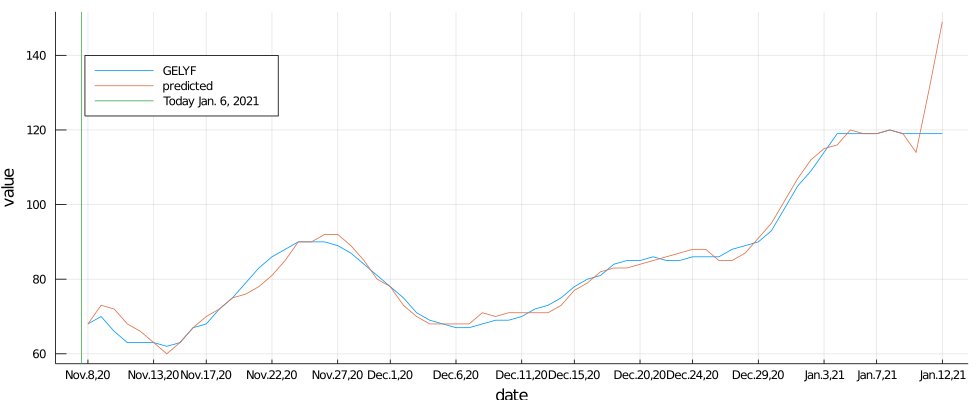 140
120
100
80
60
value
GELYF
predicted
Today Jan. 6, 2021
Nov.8,20 Nov.13,20 Nov.17,20 Nov.22,20 Nov.27,20 Dec.1,20 Dec.6,20 Dec.11,20 Dec.15,20 Dec.20,20 Dec.24,20 Dec.29,20 Jan.3,21 Jan.7,21 Jan.12,21
date